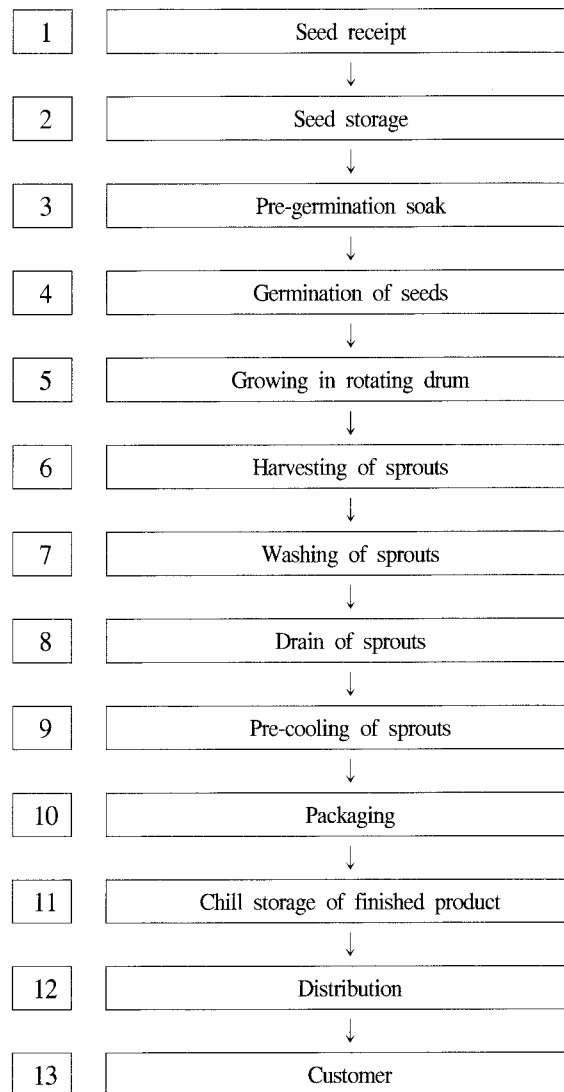 1 Seed receipt
↓
2 Seed storage
↓
3 Pre-germination soak
↓
4 Germination of seeds
↓
5 Growing in rotating drum
↓
6 Harvesting of sprouts
↓
7 Washing of sprouts
↓
8 Drain of sprouts
↓
9 Pre-cooling of sprouts
↓
10 Packaging
↓
11 Chill storage of finished product
↓
12 Distribution
↓
13 Customer